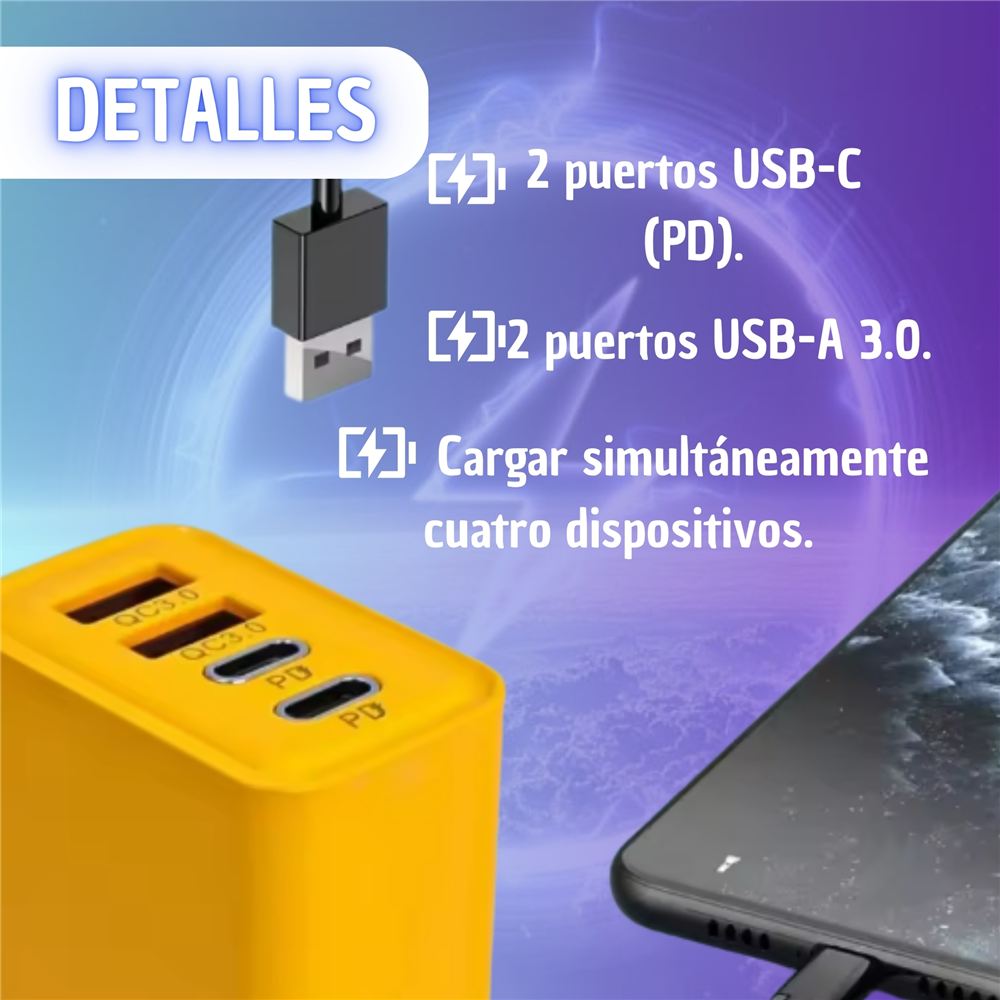 DETALLES
2 puertos USB-C
(PD).
2 puertos USB-A 3.0.
Cargar simultáneamente
cuatro dispositivos.
QC3.0
QC3.0
PD
PD